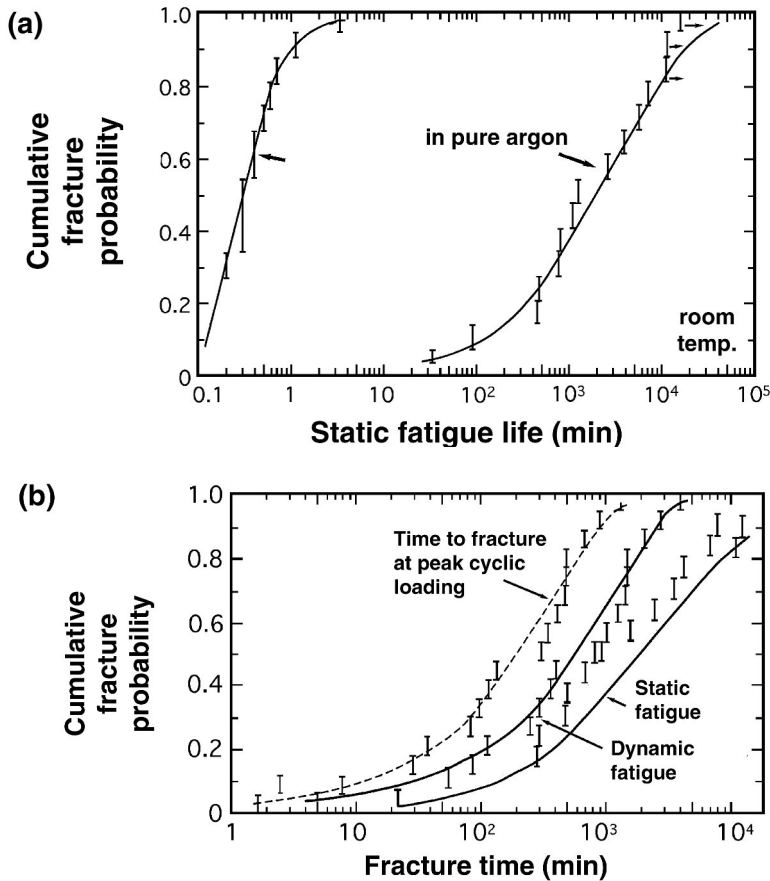 (a)
1.0
0.8
0.6
0.4
0.2
0
Cumulative
fracture
probability
in pure argon
room
temp.
0.1
1
10
10²
10³
10⁴
10⁵
Static fatigue life (min)
(b)
1.0
0.8
0.6
0.4
0.2
0
Cumulative
fracture
probability
Time to fracture
at peak cyclic
loading
Static
fatigue
Dynamic
fatigue
1
10
10²
10³
10⁴
Fracture time (min)